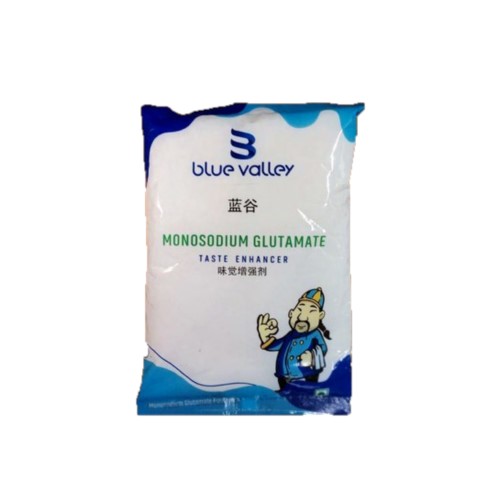 blue valley
蓝谷
MONOSODIUM GLUTAMATE
TASTE ENHANCER
味觉增强剂